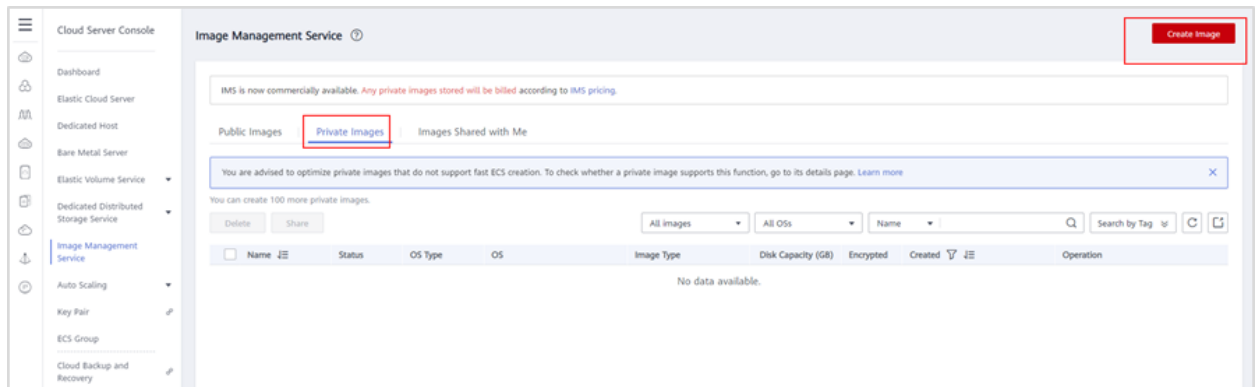 Cloud Server Console
Dashboard
Elastic Cloud Server
Dedicated Host
Bare Metal Server
Elastic Volume Service
Dedicated Distributed
Storage Service
Image Management
Service
Auto Scaling
Key Pair
ECS Group
Cloud Backup and
Recovery
Image Management Service
Create Image
IMS is now commercially available. Any private images stored will be billed according to IMS pricing.
Public Images Private Images Images Shared with Me
You are advised to optimize private images that do not support fast ECS creation. To check whether a private image supports this function, go to its details page. Learn more
You can create 100 more private images.
Delete Share All images All OSs Name Search by Tag
Name Status OS Type OS Image Type Disk Capacity (GB) Encrypted Created Operation
No data available.